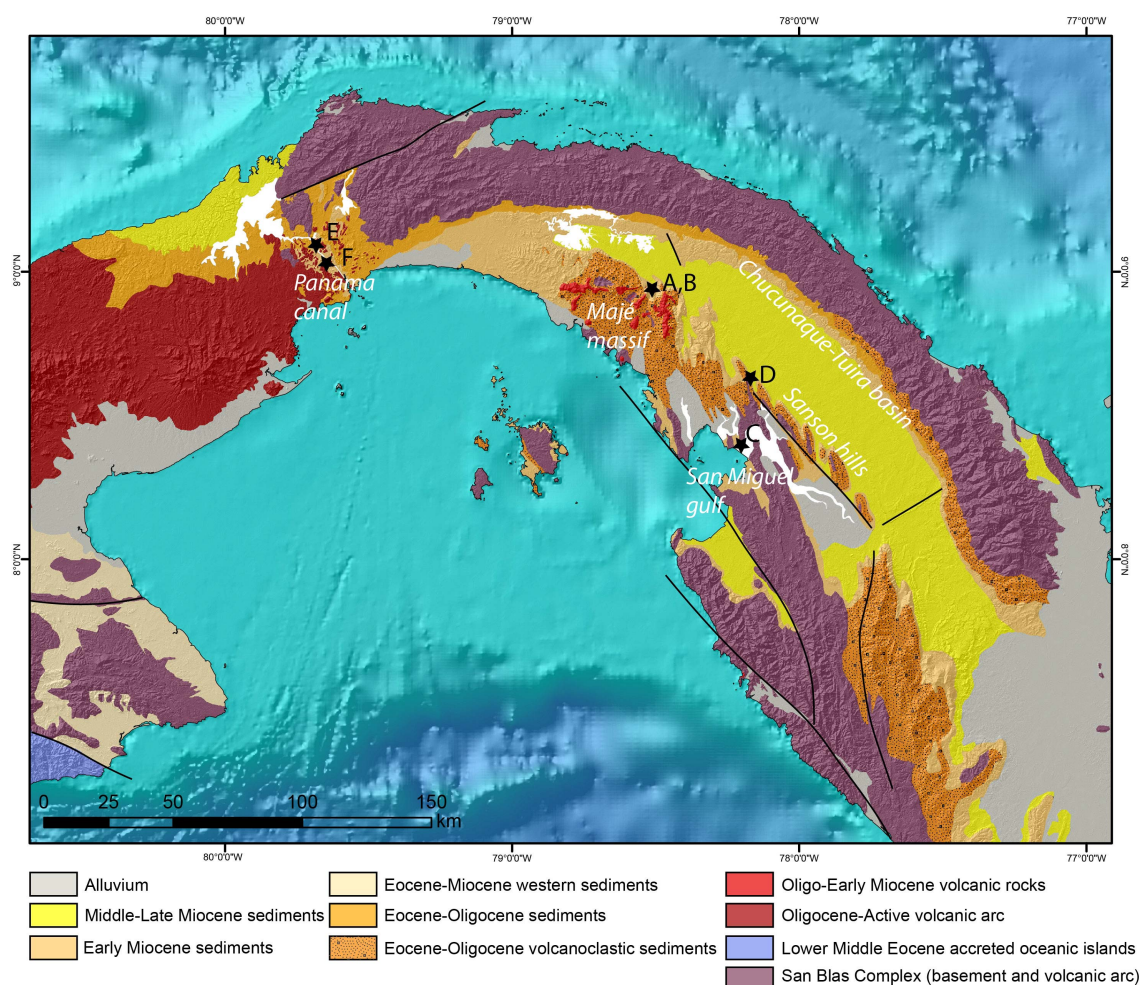 80°0'0"W 79°0'0"W 78°0'0"W 77°0'0"W
9°0'0"N
9°0'0"N
8°0'0"N
8°0'0"N
E
F
Panama
canal
A,B
Majé
massif
Chucunaque-Tuira basin
D
Sanson hills
C
San Miguel
gulf
0 25 50 100 150
km
80°0'0"W 79°0'0"W 78°0'0"W 77°0'0"W
Alluvium
Middle-Late Miocene sediments
Early Miocene sediments
Eocene-Miocene western sediments
Eocene-Oligocene sediments
Eocene-Oligocene volcanoclastic sediments
Oligo-Early Miocene volcanic rocks
Oligocene-Active volcanic arc
Lower Middle Eocene accreted oceanic islands
San Blas Complex (basement and volcanic arc)